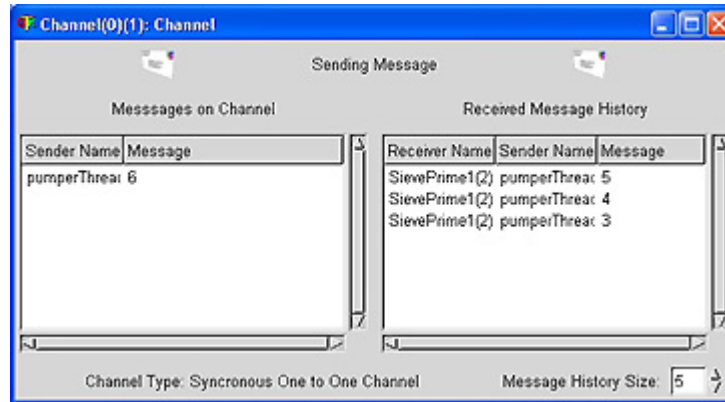 Channel(0)(1): Channel
Sending Message
Messsages on Channel
Received Message History
Sender Name Message
Receiver Name Sender Name Message
pumperThreac 6
SievePrime1(2) pumperThreac 5
SievePrime1(2) pumperThreac 4
SievePrime1(2) pumperThreac 3
Channel Type: Syncronous One to One Channel
Message History Size: 5